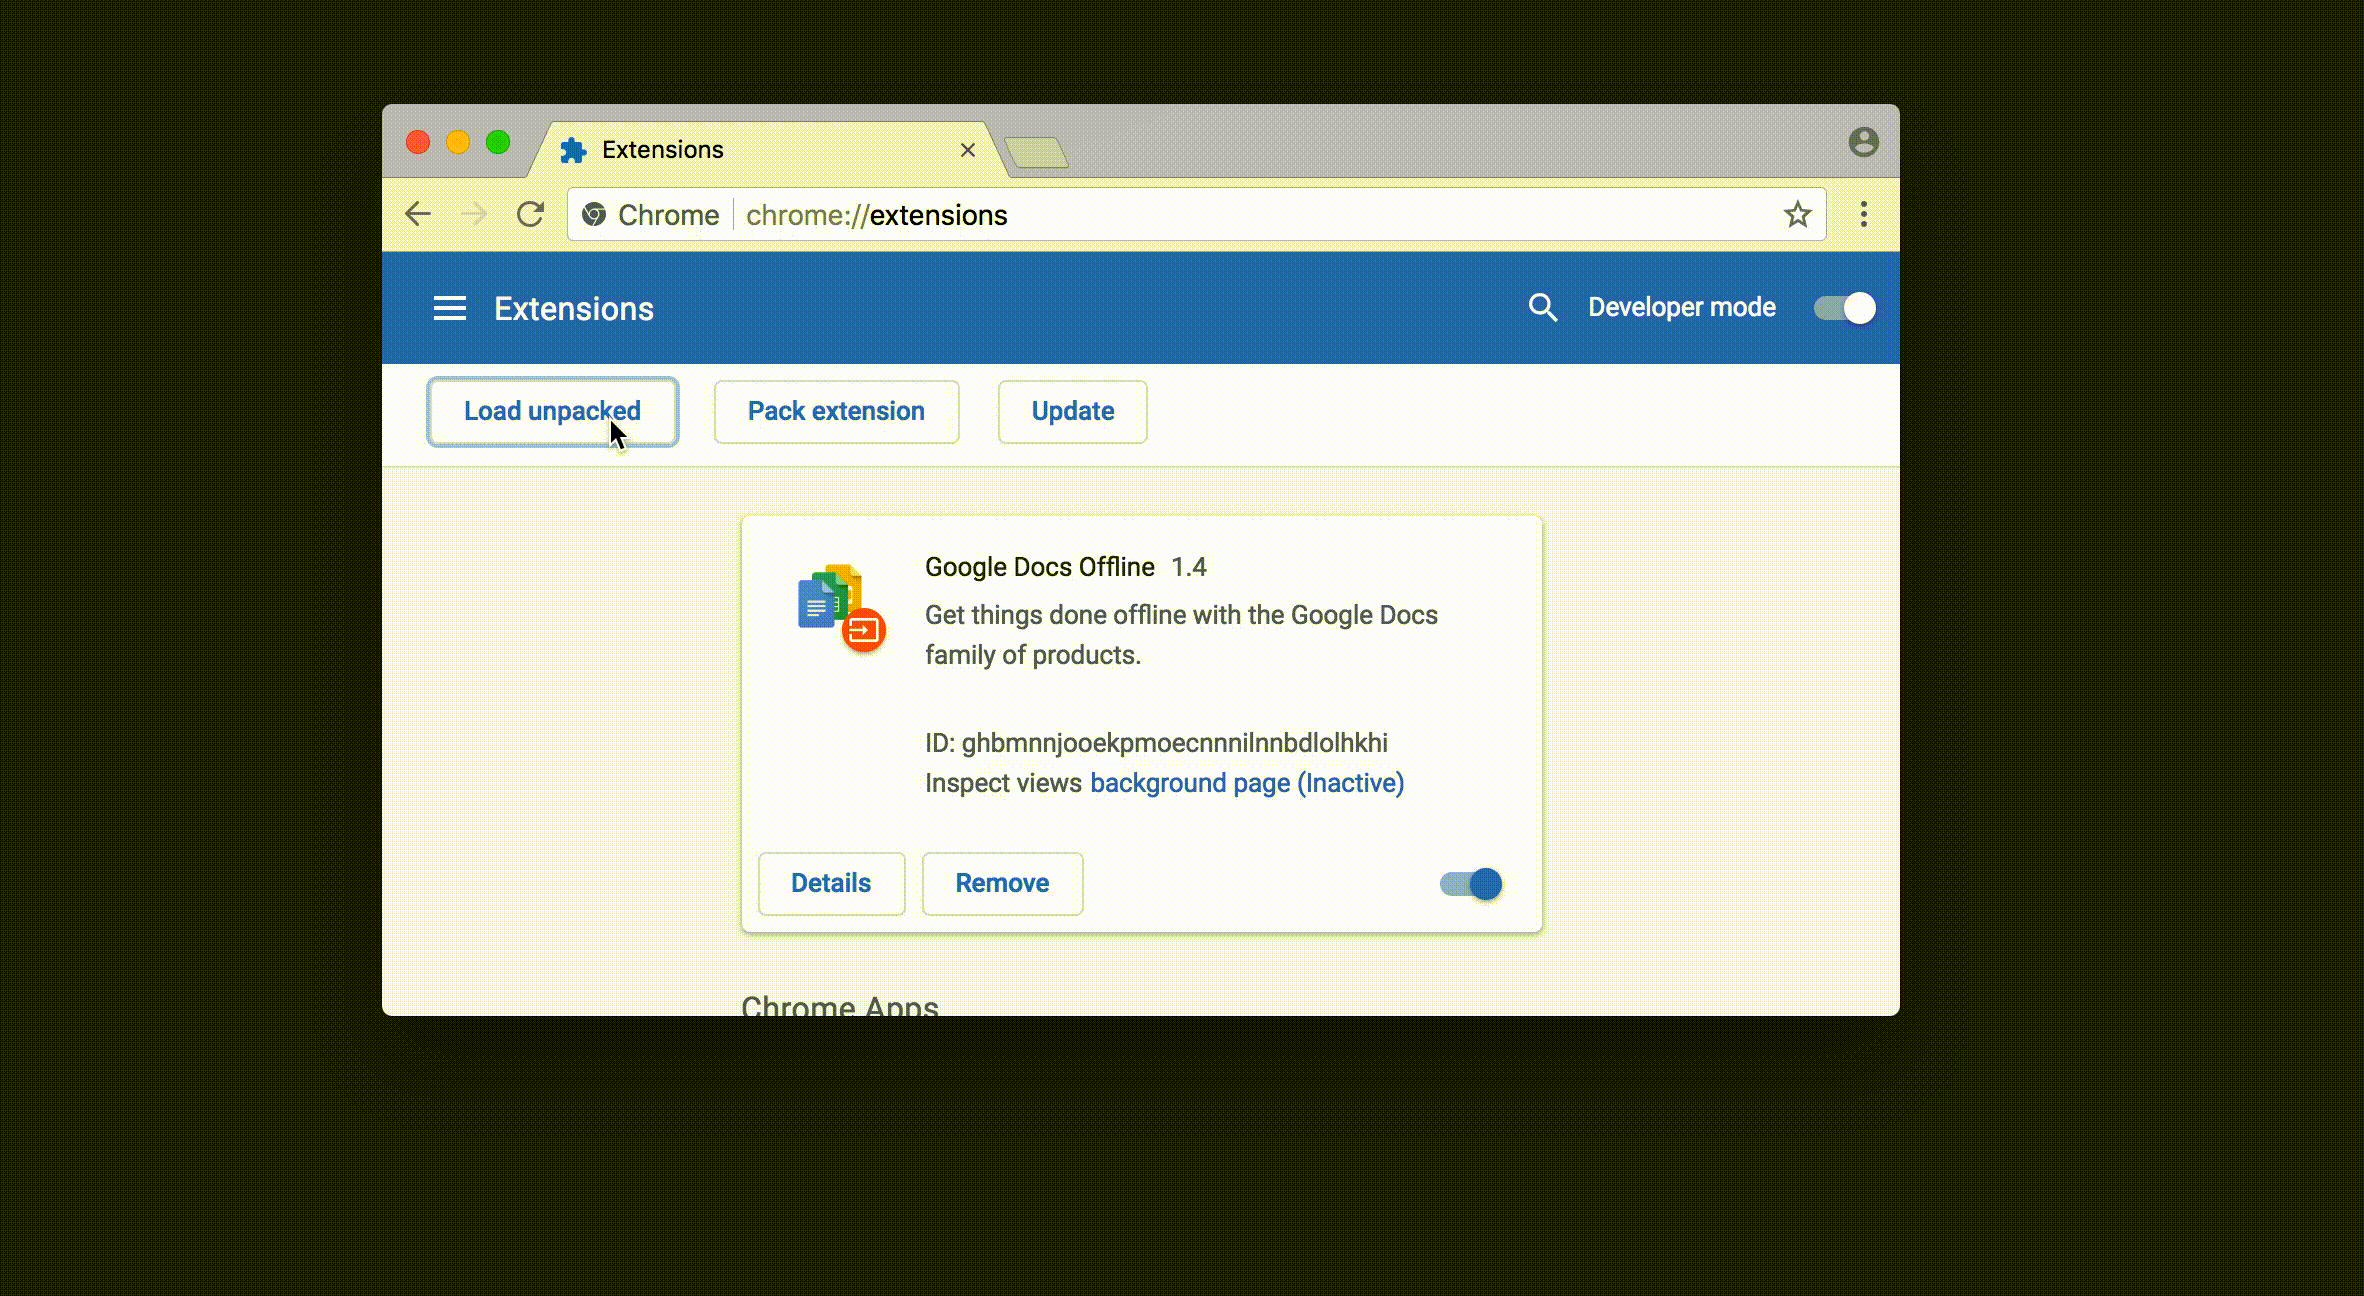 Extensions
Chrome chrome://extensions
Extensions Developer mode
Load unpacked Pack extension Update
Google Docs Offline 1.4
Get things done offline with the Google Docs
family of products.
ID: ghbmnnjooekpmoecnnnilnnbdlolhkhi
Inspect views background page (Inactive)
Details Remove
Chrome Apps